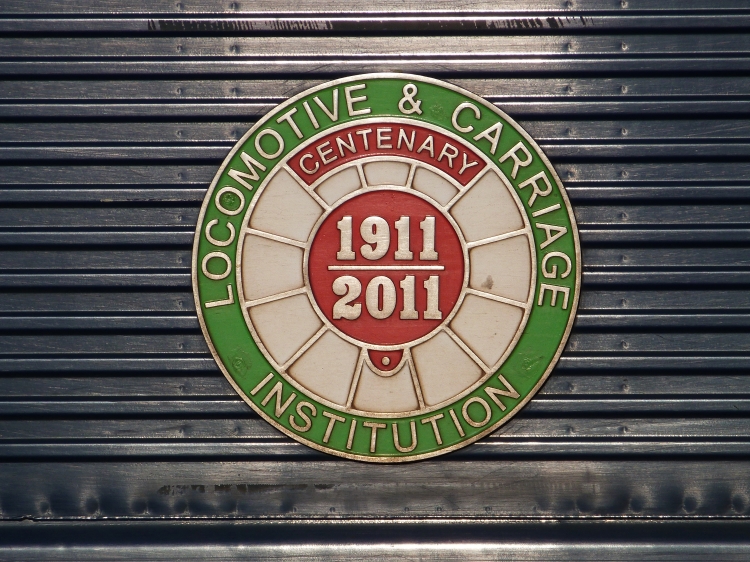 LOCOMOTIVE & CARRIAGE
INSTITUTION
CENTENARY
1911
2011